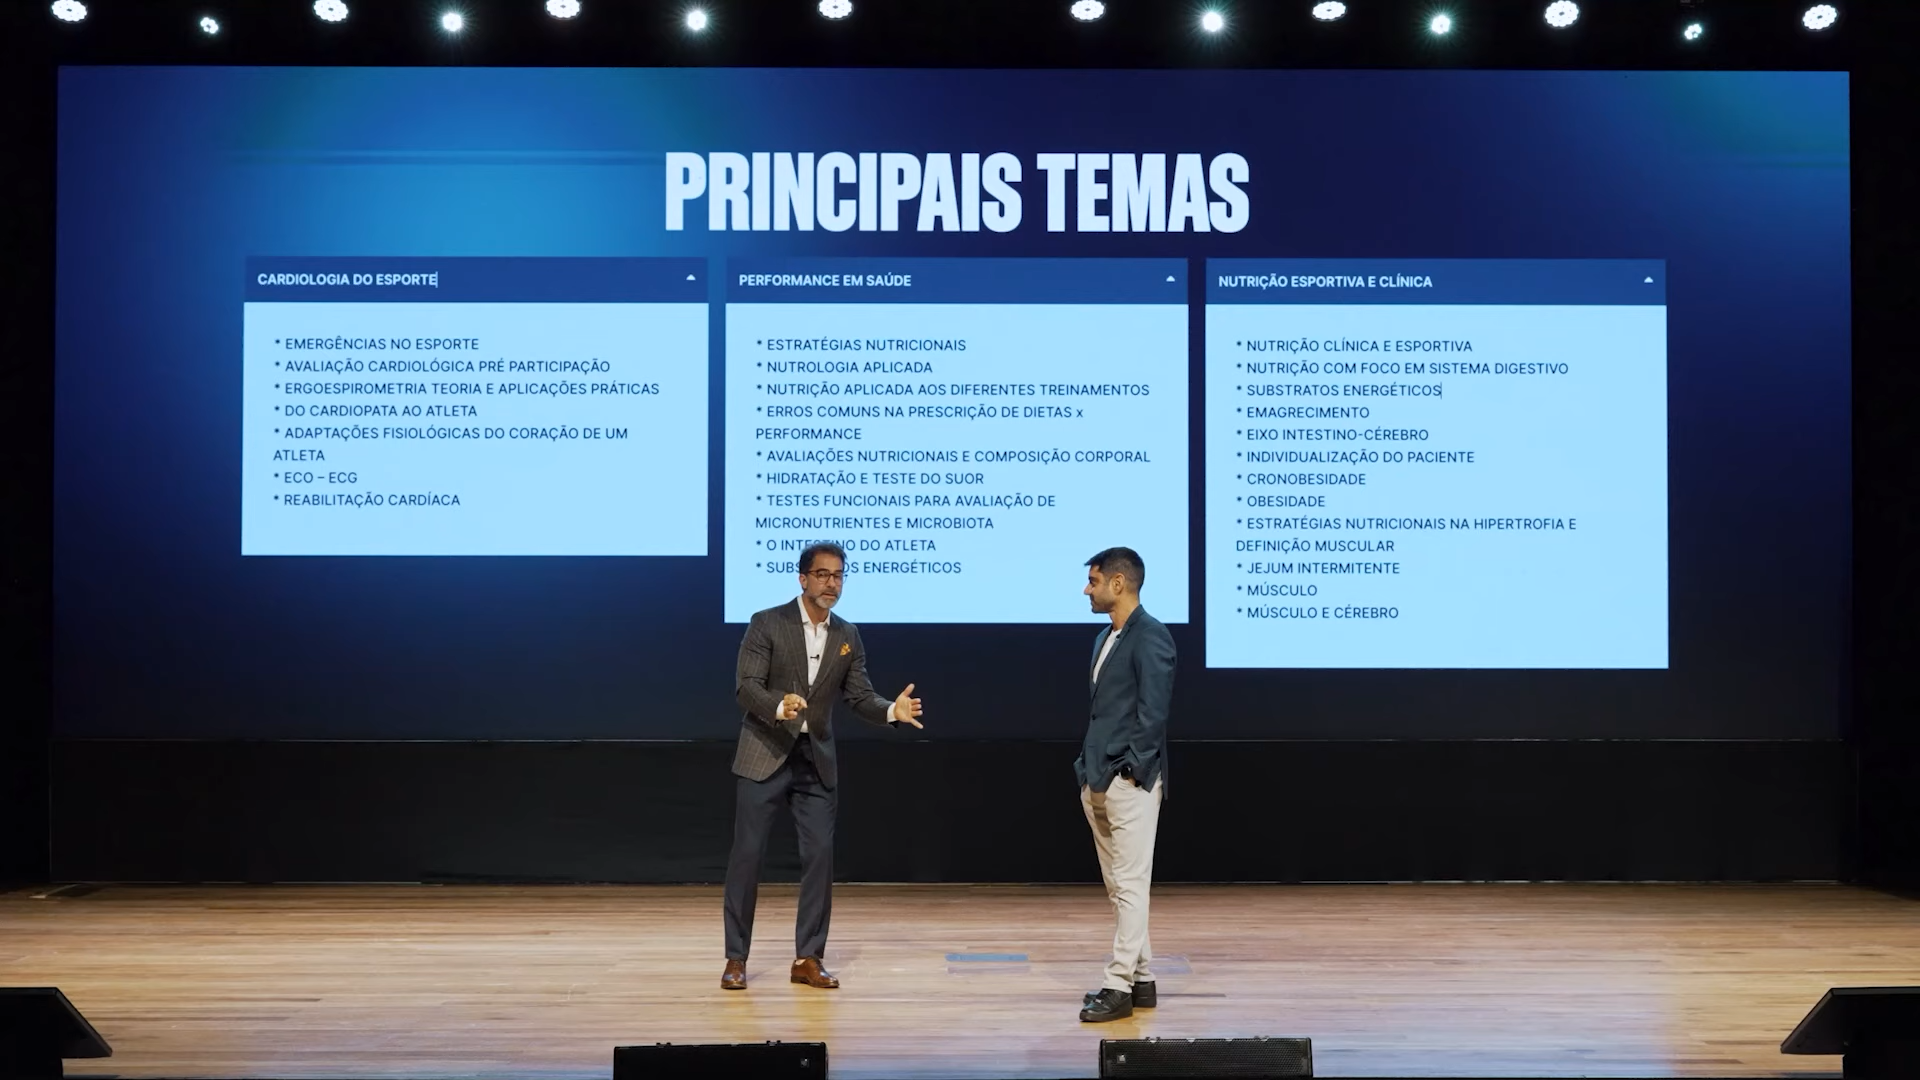 PRINCIPAIS TEMAS
CARDIOLOGIA DO ESPORTE
* EMERGÊNCIAS NO ESPORTE
* AVALIAÇÃO CARDIOLÓGICA PRÉ PARTICIPAÇÃO
* ERGOESPIROMETRIA TEORIA E APLICAÇÕES PRÁTICAS
* DO CARDIOPATA AO ATLETA
* ADAPTAÇÕES FISIOLÓGICAS DO CORAÇÃO DE UM
ATLETA
* ECO – ECG
* REABILITAÇÃO CARDÍACA
PERFORMANCE EM SAÚDE
* ESTRATÉGIAS NUTRICIONAIS
* NUTROLOGIA APLICADA
* NUTRIÇÃO APLICADA AOS DIFERENTES TREINAMENTOS
* ERROS COMUNS NA PRESCRIÇÃO DE DIETAS x
PERFORMANCE
* AVALIAÇÕES NUTRICIONAIS E COMPOSIÇÃO CORPORAL
* HIDRATAÇÃO E TESTE DO SUOR
* TESTES FUNCIONAIS PARA AVALIAÇÃO DE
MICRONUTRIENTES E MICROBIOTA
* O INTESTINO DO ATLETA
* SUBSTRATOS ENERGÉTICOS
NUTRIÇÃO ESPORTIVA E CLÍNICA
* NUTRIÇÃO CLÍNICA E ESPORTIVA
* NUTRIÇÃO COM FOCO EM SISTEMA DIGESTIVO
* SUBSTRATOS ENERGÉTICOS
* EMAGRECIMENTO
* EIXO INTESTINO-CÉREBRO
* INDIVIDUALIZAÇÃO DO PACIENTE
* CRONOBESIDADE
* OBESIDADE
* ESTRATÉGIAS NUTRICIONAIS NA HIPERTROFIA E
DEFINIÇÃO MUSCULAR
* JEJUM INTERMITENTE
* MÚSCULO
* MÚSCULO E CÉREBRO